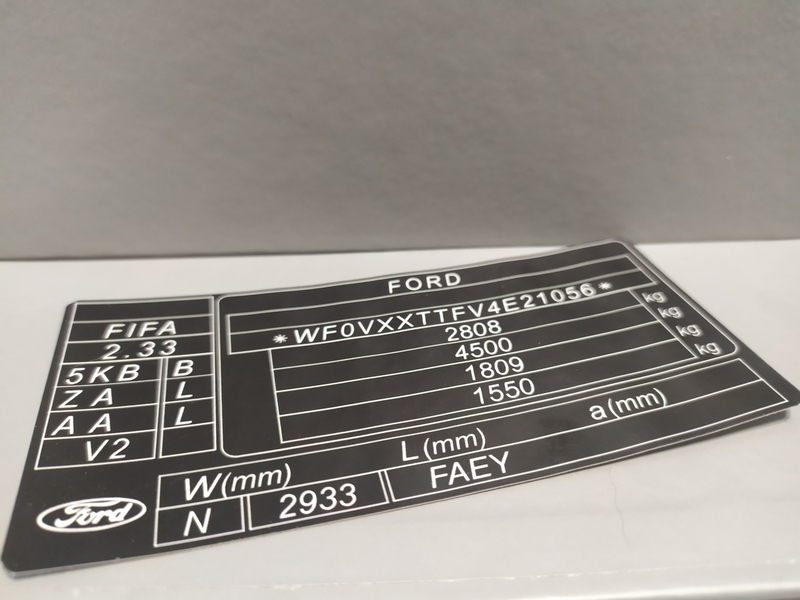 FORD
*WF0VXXTTFV4E21056*
2808 kg
4500 kg
1809 kg
1550 kg
FIFA
2.33
5KB B
ZA L
AA L
V2
W(mm) L(mm) a(mm)
N 2933 FAEY
Ford